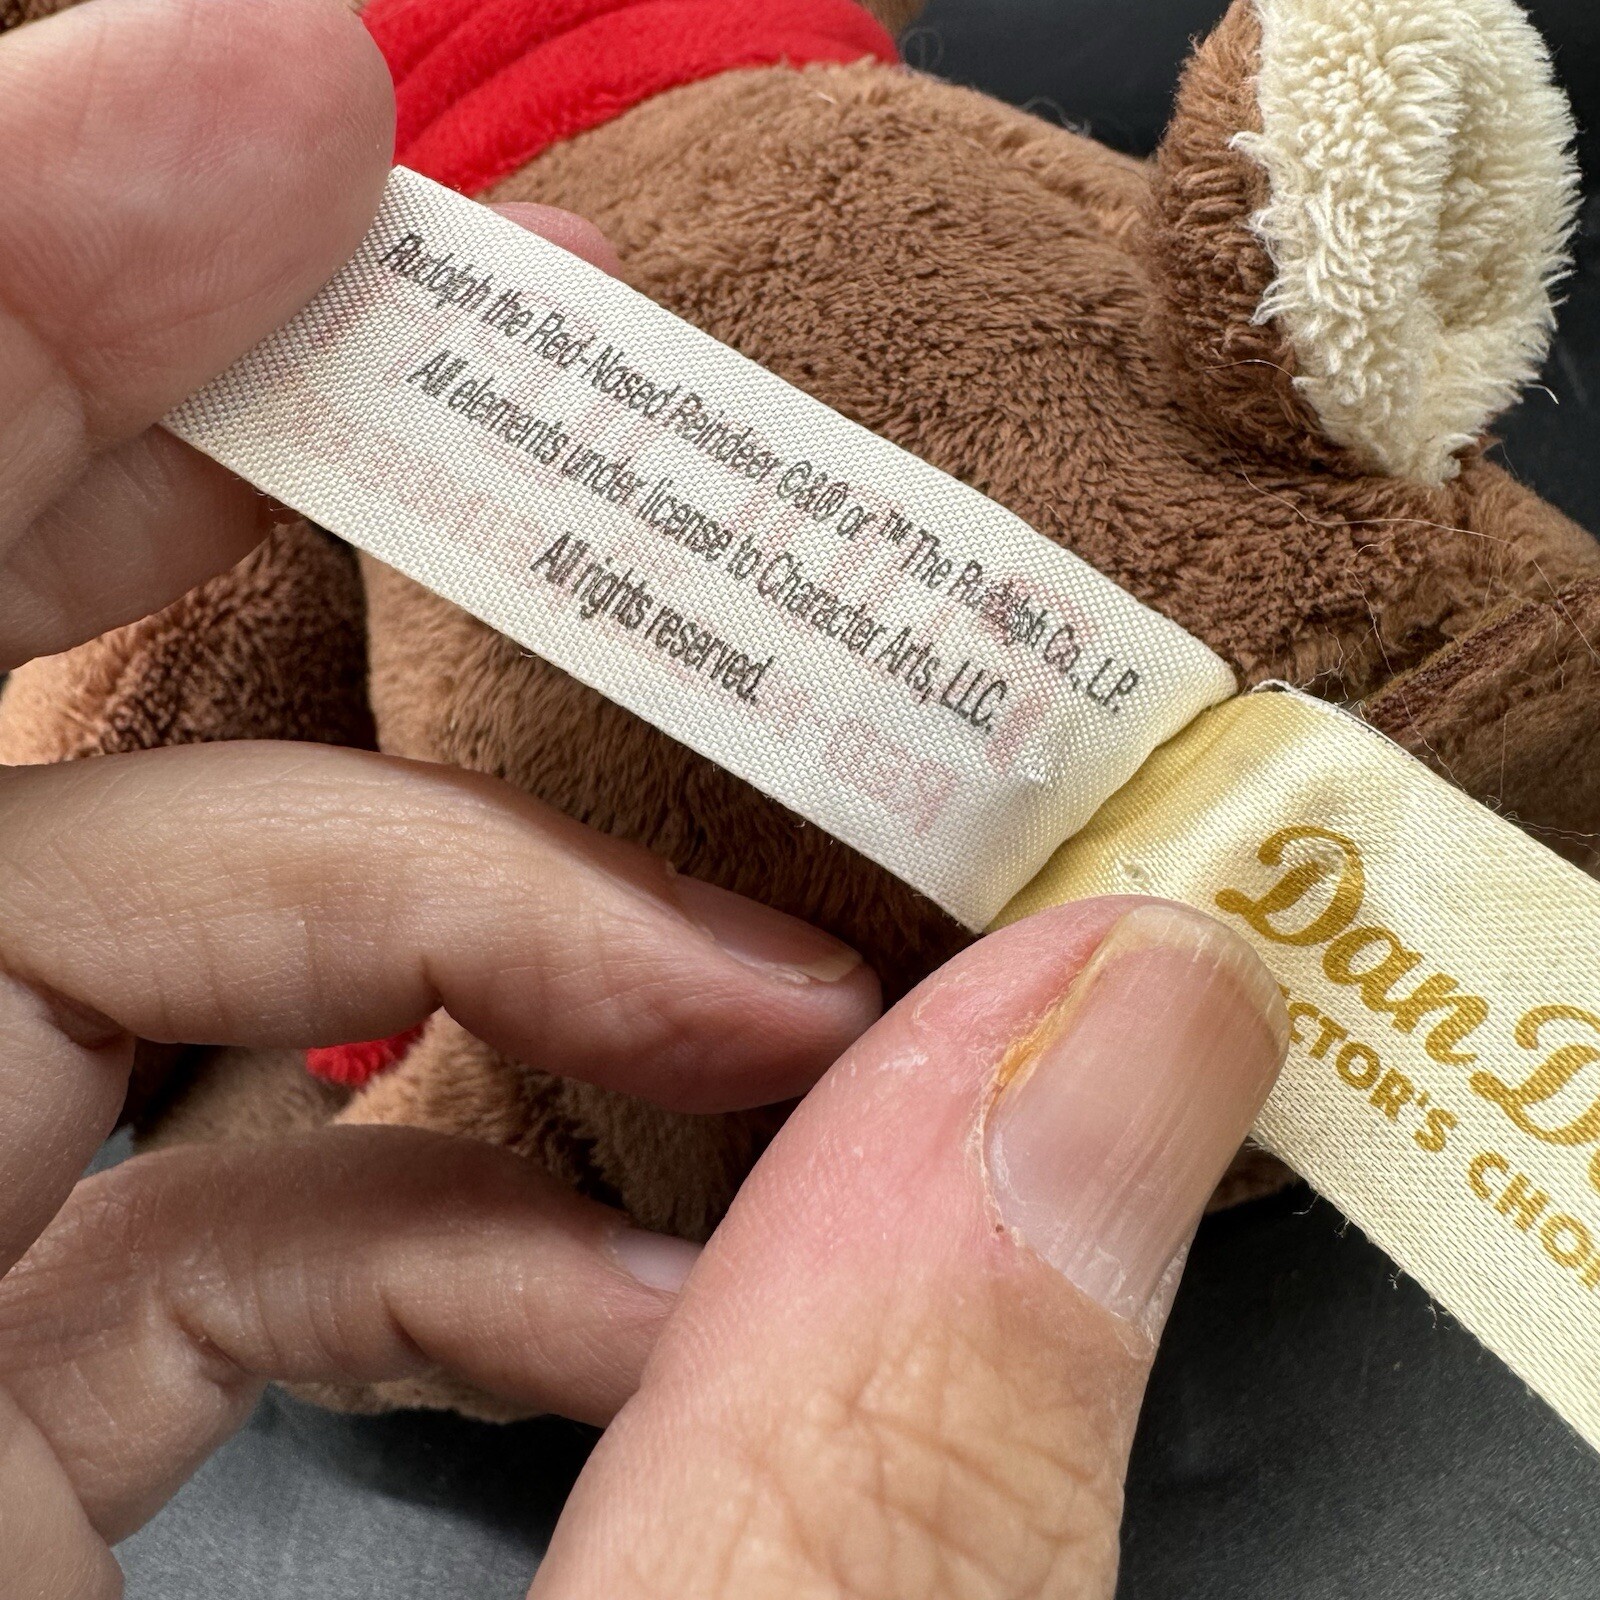 Rudolph the Red-Nosed Reindeer ©&® or ™ The Rudolph Co., L.P.
All elements under license to Character Arts, LLC.
All rights reserved.
Dan D
CTOR'S CHO